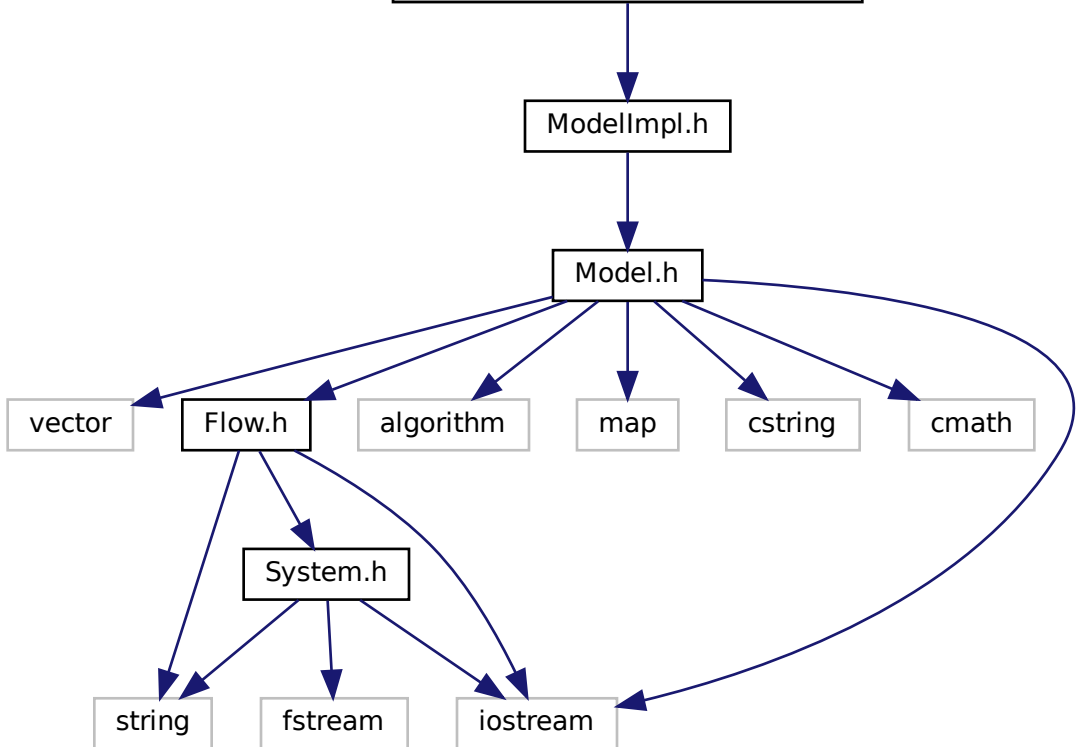 ModelImpl.h
Model.h
vector
Flow.h
algorithm
map
cstring
cmath
System.h
string
fstream
iostream